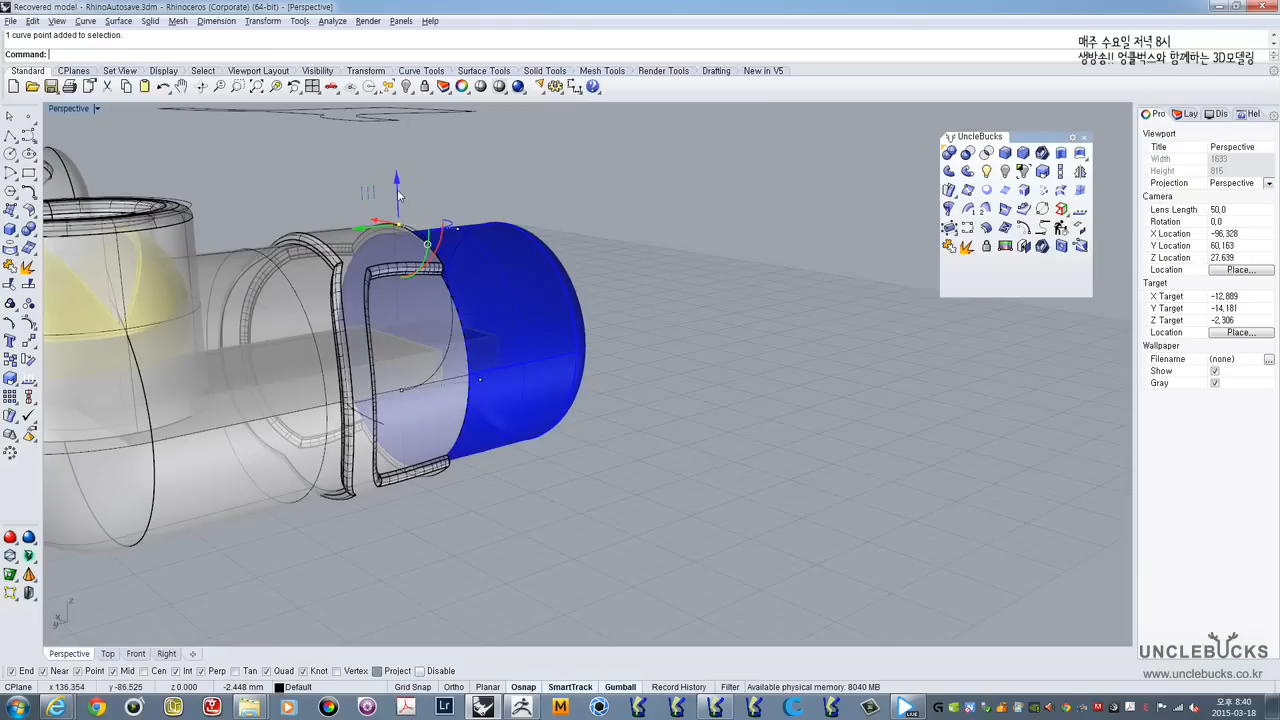 Recovered model - RhinoAutosave.3dm - Rhinoceros (Corporate) (64-bit) - [Perspective]
File Edit View Curve Surface Solid Mesh Dimension Transform Tools Analyze Render Panels Help
1 curve point added to selection.
Command:
매주 수요일 저녁 8시
생방송!! 엉클벅스와 함께하는 3D모델링
Standard CPlanes Set View Display Select Viewport Layout Visibility Transform Curve Tools Surface Tools Solid Tools Mesh Tools Render Tools Drafting New in V5
Perspective
UncleBucks
Pro Lay Dis Hel
Viewport
Title Perspective
Width 1633
Height 815
Projection Perspective
Camera
Lens Length 50,0
Rotation 0,0
X Location -96,328
Y Location 60,163
Z Location 27,639
Location Place...
Target
X Target -12,889
Y Target -14,181
Z Target -2,306
Location Place...
Wallpaper
Filename (none) ...
Show
Gray
z
x
y
Perspective Top Front Right
End Near Point Mid Cen Int Perp Tan Quad Knot Vertex Project Disable
CPlane x 136.354 y -86.525 z 0.000 -2.448 mm Default Grid Snap Ortho Planar Osnap SmartTrack Gumball Record History Filter Available physical memory: 8040 MB
UNCLEBUCKS
www.unclebucks.co.kr
Lr M LIVE
오후 8:40
2015-03-18